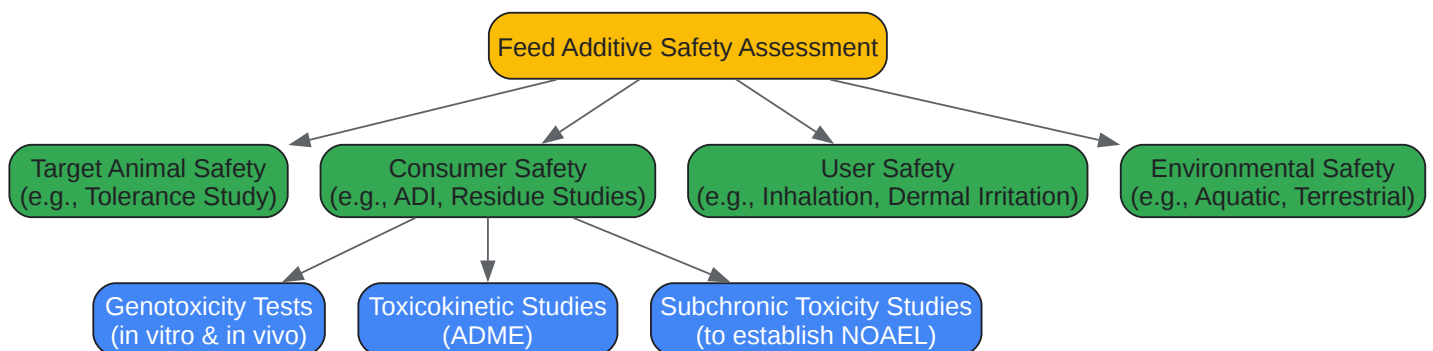 Feed Additive Safety Assessment
Target Animal Safety
(e.g., Tolerance Study)
Consumer Safety
(e.g., ADI, Residue Studies)
User Safety
(e.g., Inhalation, Dermal Irritation)
Environmental Safety
(e.g., Aquatic, Terrestrial)
Genotoxicity Tests
(in vitro & in vivo)
Toxicokinetic Studies
(ADME)
Subchronic Toxicity Studies
(to establish NOAEL)